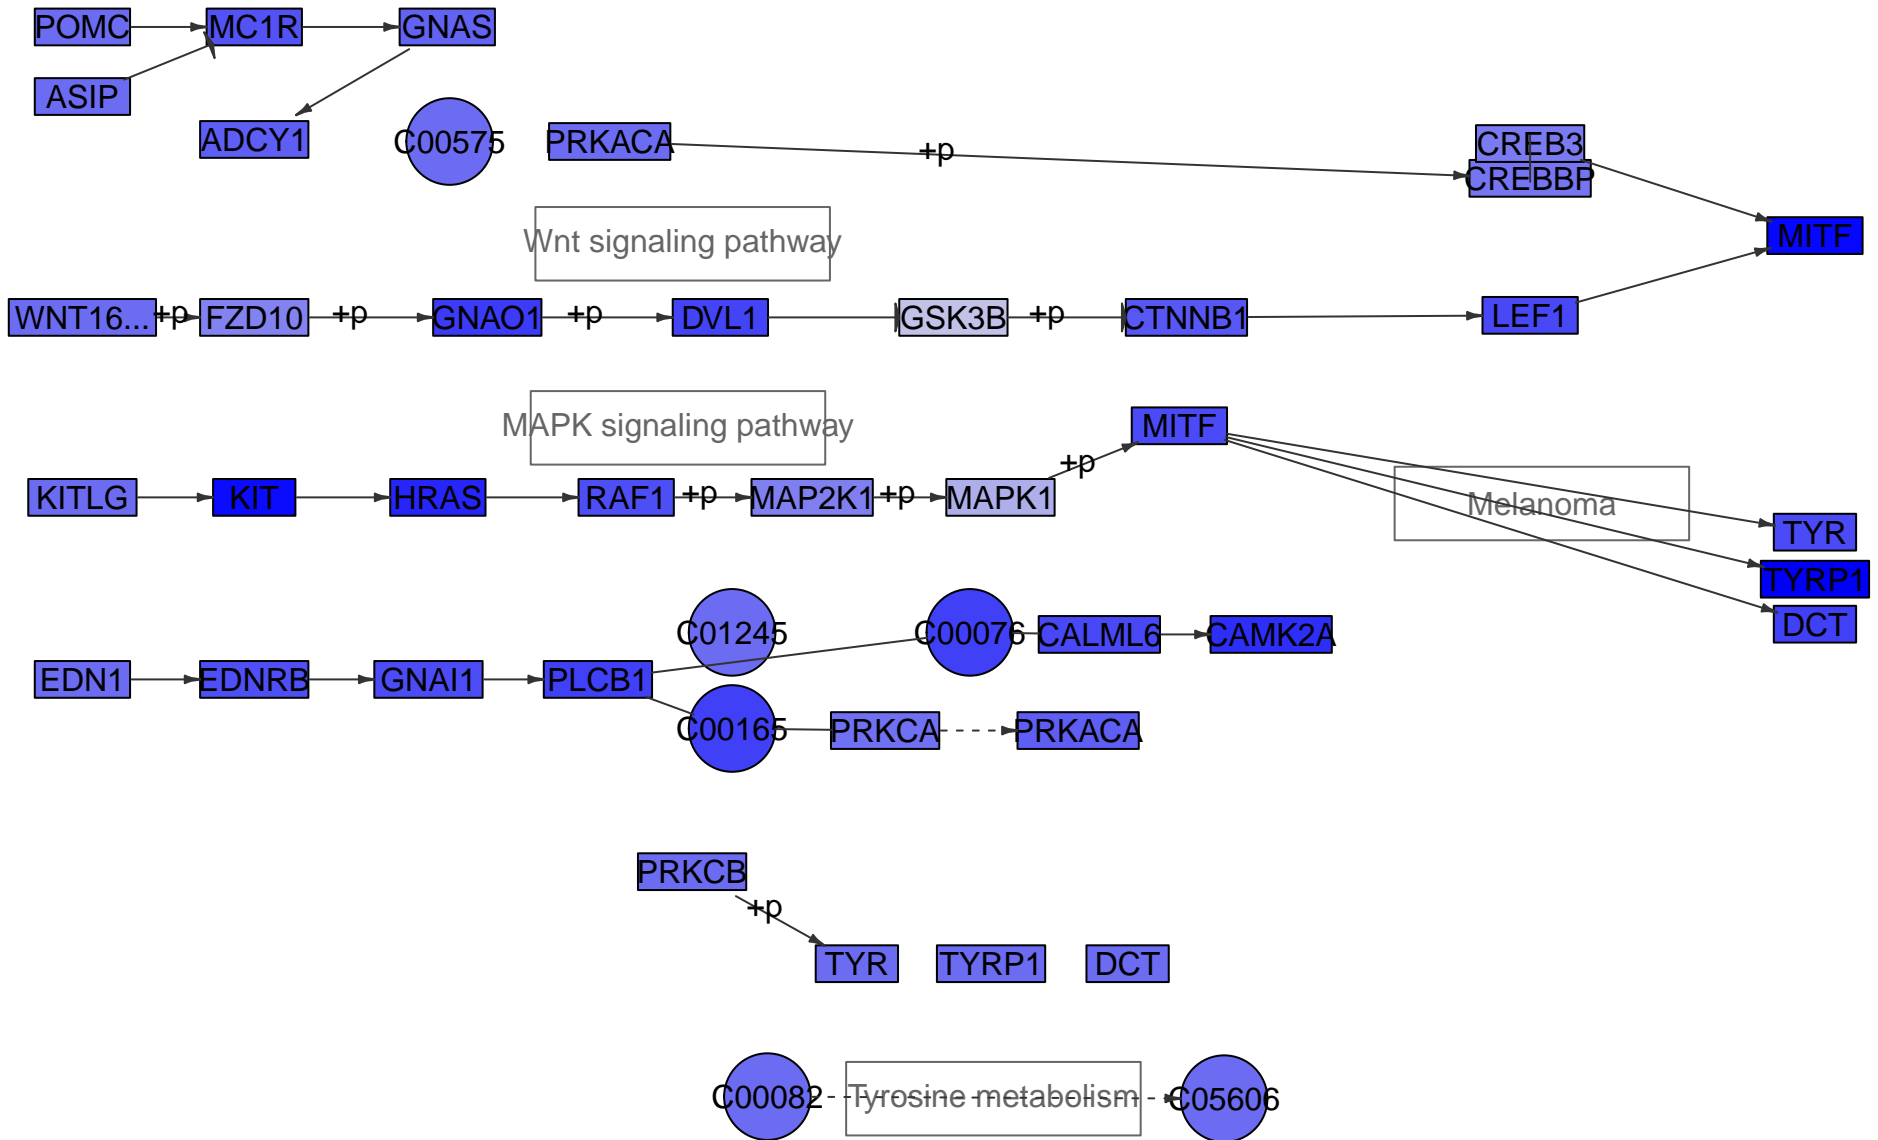 POMC
MC1R
GNAS
ASIP
ADCY1
C00575
PRKACA
+p
CREB3
CREBBP
MITF
Wnt signaling pathway
WNT16...
+p
FZD10
+p
GNAO1
+p
DVL1
GSK3B
+p
CTNNB1
LEF1
MAPK signaling pathway
MITF
+p
KITLG
KIT
HRAS
RAF1
+p
MAP2K1
+p
MAPK1
Melanoma
TYR
TYRP1
DCT
C01245
C00076
CALML6
CAMK2A
EDN1
EDNRB
GNAI1
PLCB1
C00165
PRKCA
PRKACA
PRKCB
+p
TYR
TYRP1
DCT
C00082
Tyrosine metabolism
C05606